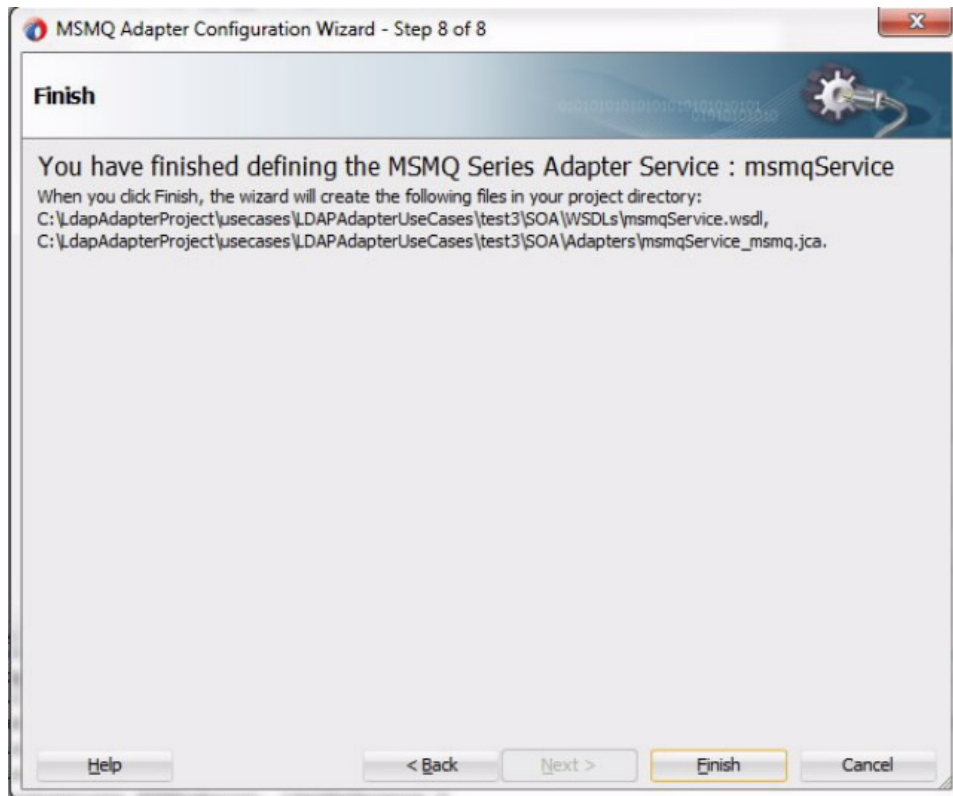 MSMQ Adapter Configuration Wizard - Step 8 of 8
Finish
You have finished defining the MSMQ Series Adapter Service : msmqService
When you click Finish, the wizard will create the following files in your project directory:
C:\LdapAdapterProject\usecases\LDAPAdapterUseCases\test3\SOA\WSDLs\msmqService.wsdl,
C:\LdapAdapterProject\usecases\LDAPAdapterUseCases\test3\SOA\Adapters\msmqService_msmq.jca.
Help < Back Next > Finish Cancel